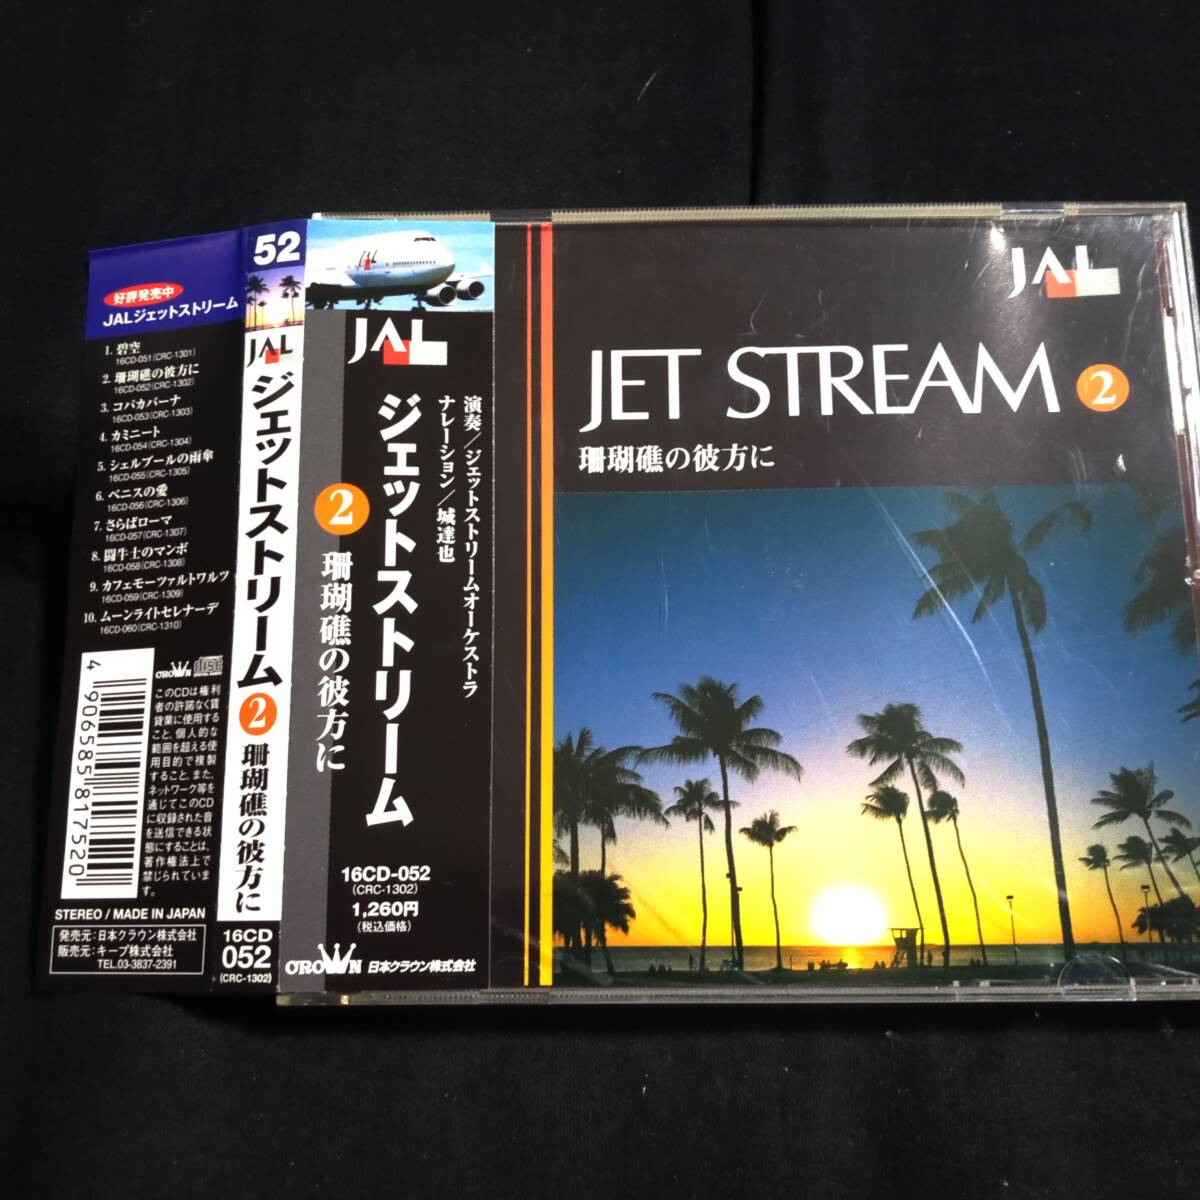 好評発売中
JALジェットストリーム
1. 碧空
16CD-051(CRC-1301)
2. 珊瑚礁の彼方に
16CD-052(CRC-1302)
3. コパカバーナ
16CD-053(CRC-1303)
4. カミニート
16CD-054(CRC-1304)
5. シェルブールの雨傘
16CD-055(CRC-1305)
6. ベニスの愛
16CD-056(CRC-1306)
7. さらばローマ
16CD-057(CRC-1307)
8. 闘牛士のマンボ
16CD-058(CRC-1308)
9. カフェモーツァルトワルツ
16CD-059(CRC-1309)
10. ムーンライトセレナーデ
16CD-060(CRC-1310)
4 906585 817520
CROWN
disc
このCDは権利
者の許諾なく賃
貸業に使用する
こと、個人的な
範囲を超える使
用目的で複製
すること、また、
ネットワーク等を
通じてこのCD
に収録された音
を送信できる状
態にすることは、
著作権法上で
禁じられていま
す。
STEREO / MADE IN JAPAN
発売元:日本クラウン株式会社
販売元:キープ株式会社
TEL.03-3837-2391
52
JAL
ジェットストリーム
2
珊瑚礁の彼方に
16CD
052
(CRC-1302)
JAL
JAL
演奏/ジェットストリームオーケストラ
ナレーション/城達也
ジェットストリーム
2
珊瑚礁の彼方に
16CD-052
(CRC-1302)
1,260円
(税込価格)
CROWN 日本クラウン株式会社
JAL
JET STREAM 2
珊瑚礁の彼方に